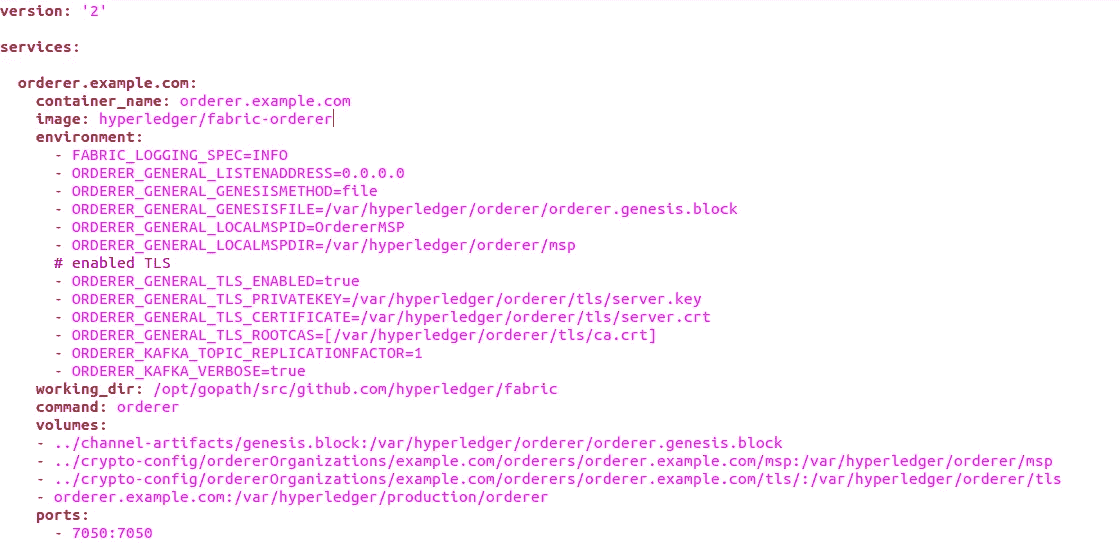 version: '2'
services:
orderer.example.com:
container_name: orderer.example.com
image: hyperledger/fabric-orderer
environment:
- FABRIC_LOGGING_SPEC=INFO
- ORDERER_GENERAL_LISTENADDRESS=0.0.0.0
- ORDERER_GENERAL_GENESISMETHOD=file
- ORDERER_GENERAL_GENESISFILE=/var/hyperledger/orderer/orderer.genesis.block
- ORDERER_GENERAL_LOCALMSPID=OrdererMSP
- ORDERER_GENERAL_LOCALMSPDIR=/var/hyperledger/orderer/msp
# enabled TLS
- ORDERER_GENERAL_TLS_ENABLED=true
- ORDERER_GENERAL_TLS_PRIVATEKEY=/var/hyperledger/orderer/tls/server.key
- ORDERER_GENERAL_TLS_CERTIFICATE=/var/hyperledger/orderer/tls/server.crt
- ORDERER_GENERAL_TLS_ROOTCAS=[/var/hyperledger/orderer/tls/ca.crt]
- ORDERER_KAFKA_TOPIC_REPLICATIONFACTOR=1
- ORDERER_KAFKA_VERBOSE=true
working_dir: /opt/gopath/src/github.com/hyperledger/fabric
command: orderer
volumes:
- ../channel-artifacts/genesis.block:/var/hyperledger/orderer/orderer.genesis.block
- ../crypto-config/ordererOrganizations/example.com/orderers/orderer.example.com/msp:/var/hyperledger/orderer/msp
- ../crypto-config/ordererOrganizations/example.com/orderers/orderer.example.com/tls/:/var/hyperledger/orderer/tls
- orderer.example.com:/var/hyperledger/production/orderer
ports:
- 7050:7050